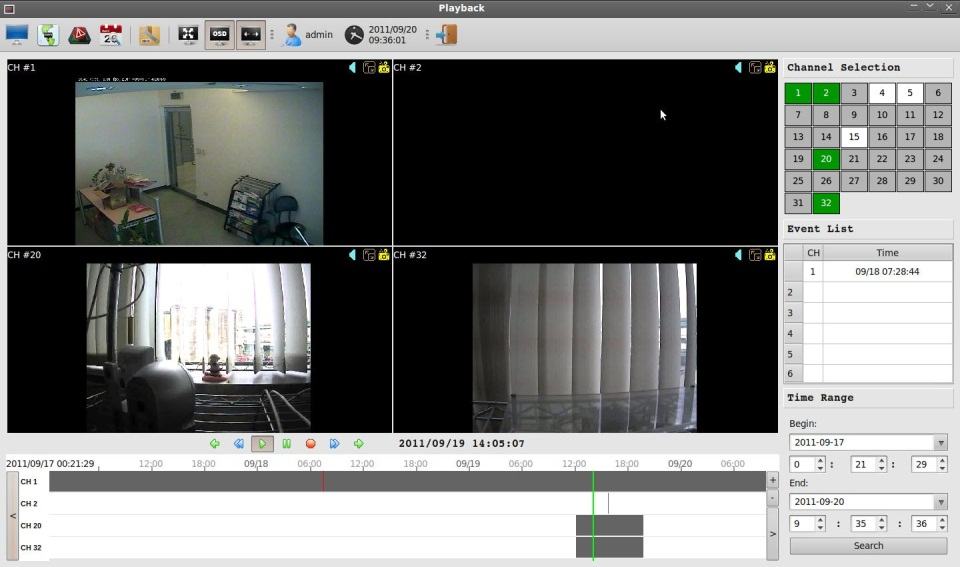 Playback
26
OSD
admin
2011/09/20
09:36:01
CH #1
CH #2
CH #20
CH #32
2011/09/19 14:05:07
2011/09/17 00:21:29 12:00 18:00 09/18 06:00 12:00 18:00 09/19 06:00 12:00 18:00 09/20 06:00
CH 1
CH 2
CH 20
CH 32
<
+
-
>
Channel Selection
1 2 3 4 5 6
7 8 9 10 11 12
13 14 15 16 17 18
19 20 21 22 23 24
25 26 27 28 29 30
31 32
Event List
CH Time
1 09/18 07:28:44
2
3
4
5
6
Time Range
Begin:
2011-09-17
0 : 21 : 29
End:
2011-09-20
9 : 35 : 36
Search